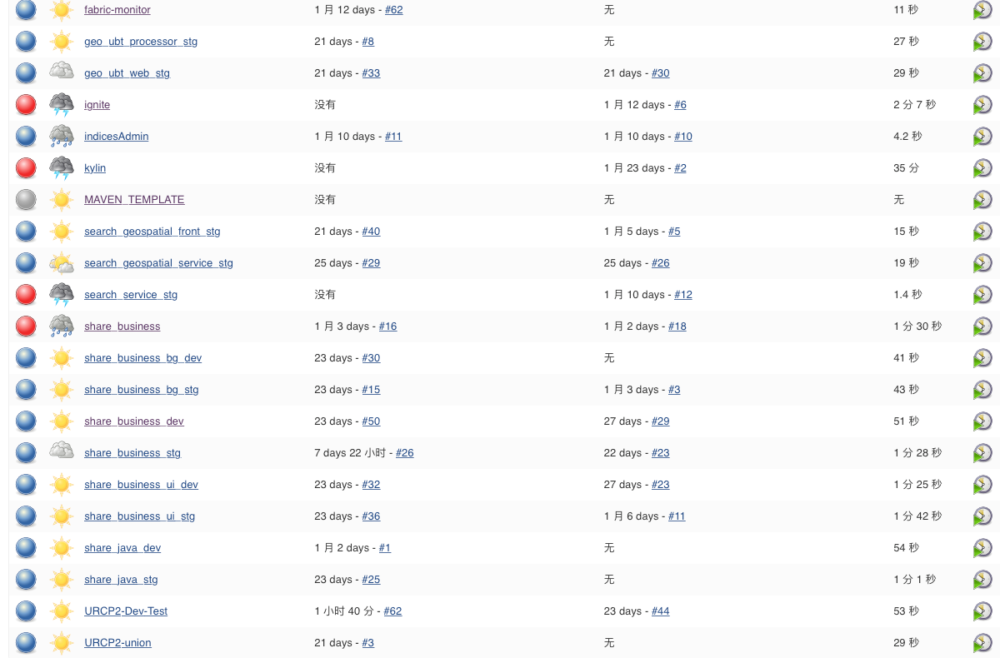 fabric-monitor 1 月 12 days - #62 无 11 秒
geo_ubt_processor_stg 21 days - #8 无 27 秒
geo_ubt_web_stg 21 days - #33 21 days - #30 29 秒
ignite 没有 1 月 12 days - #6 2 分 7 秒
indicesAdmin 1 月 10 days - #11 1 月 10 days - #10 4.2 秒
kylin 没有 1 月 23 days - #2 35 分
MAVEN_TEMPLATE 没有 无 无
search_geospatial_front_stg 21 days - #40 1 月 5 days - #5 15 秒
search_geospatial_service_stg 25 days - #29 25 days - #26 19 秒
search_service_stg 没有 1 月 10 days - #12 1.4 秒
share_business 1 月 3 days - #16 1 月 2 days - #18 1 分 30 秒
share_business_bg_dev 23 days - #30 无 41 秒
share_business_bg_stg 23 days - #15 1 月 3 days - #3 43 秒
share_business_dev 23 days - #50 27 days - #29 51 秒
share_business_stg 7 days 22 小时 - #26 22 days - #23 1 分 28 秒
share_business_ui_dev 23 days - #32 27 days - #23 1 分 25 秒
share_business_ui_stg 23 days - #36 1 月 6 days - #11 1 分 42 秒
share_java_dev 1 月 2 days - #1 无 54 秒
share_java_stg 23 days - #25 无 1 分 1 秒
URCP2-Dev-Test 1 小时 40 分 - #62 23 days - #44 53 秒
URCP2-union 21 days - #3 无 29 秒